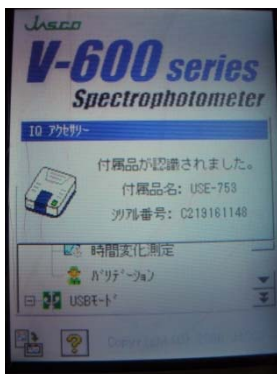 Jasco
V-600 series
Spectrophotometer
IQ ｱｸｾｻﾘｰ
付属品が認識されました。
付属品名: USE-753
ｼﾘｱﾙ番号: C219161148
時間変化測定
ﾊﾞﾘﾃﾞｰｼｮﾝ
USBﾓｰﾄﾞ
?